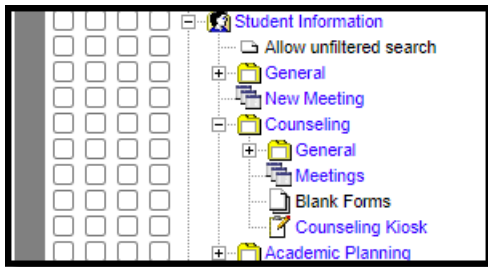 Student Information
Allow unfiltered search
General
New Meeting
Counseling
General
Meetings
Blank Forms
Counseling Kiosk
Academic Planning